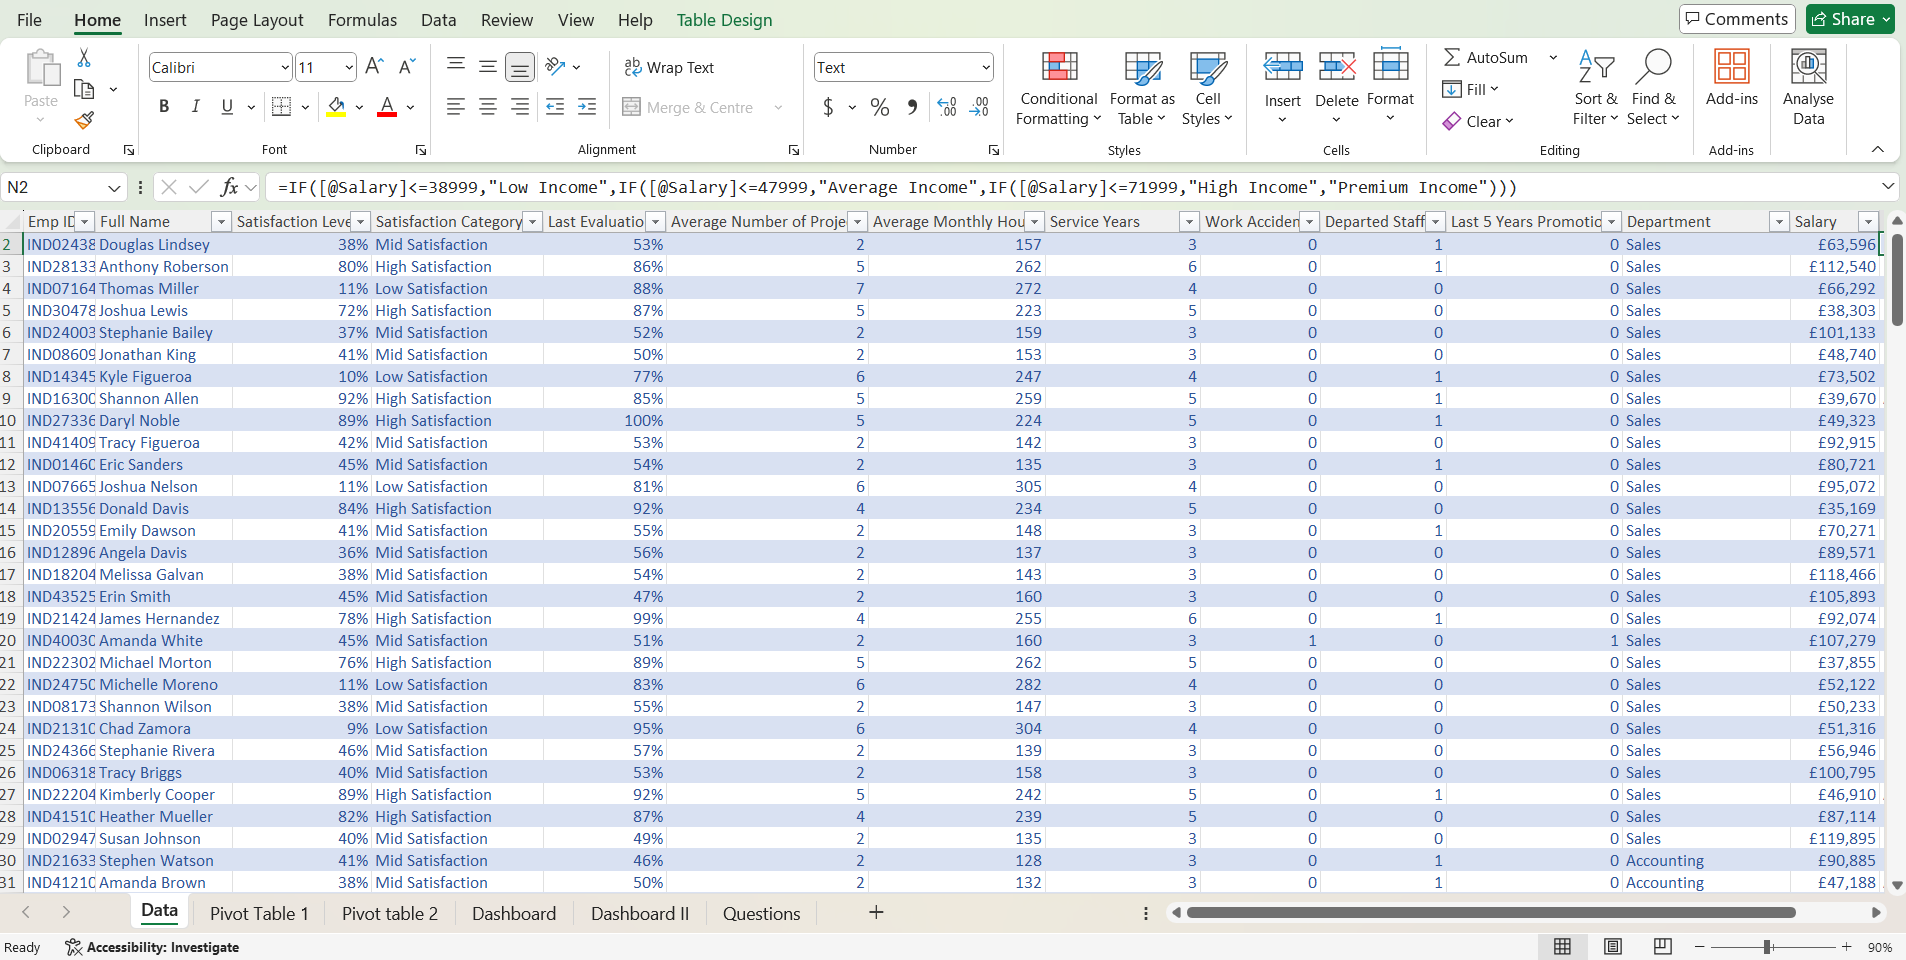 File Home Insert Page Layout Formulas Data Review View Help Table Design Comments Share
Paste Calibri 11 Wrap Text Text Conditional Formatting Format as Table Cell Styles Insert Delete Format AutoSum Sort & Filter Find & Select Add-ins Analyse Data
B I U A Merge & Centre $ % Fill
Clear
Clipboard Font Alignment Number Styles Cells Editing Add-ins
N2 fx =IF([@Salary]<=38999,"Low Income",IF([@Salary]<=47999,"Average Income",IF([@Salary]<=71999,"High Income","Premium Income")))
Emp ID Full Name Satisfaction Leve Satisfaction Category Last Evaluatio Average Number of Proje Average Monthly Hou Service Years Work Acciden Departed Staff Last 5 Years Promotio Department Salary
2 IND02438 Douglas Lindsey 38% Mid Satisfaction 53% 2 157 3 0 1 0 Sales £63,596
3 IND28133 Anthony Roberson 80% High Satisfaction 86% 5 262 6 0 1 0 Sales £112,540
4 IND07164 Thomas Miller 11% Low Satisfaction 88% 7 272 4 0 0 0 Sales £66,292
5 IND30478 Joshua Lewis 72% High Satisfaction 87% 5 223 5 0 0 0 Sales £38,303
6 IND24003 Stephanie Bailey 37% Mid Satisfaction 52% 2 159 3 0 0 0 Sales £101,133
7 IND08609 Jonathan King 41% Mid Satisfaction 50% 2 153 3 0 0 0 Sales £48,740
8 IND14345 Kyle Figueroa 10% Low Satisfaction 77% 6 247 4 0 1 0 Sales £73,502
9 IND16300 Shannon Allen 92% High Satisfaction 85% 5 259 5 0 1 0 Sales £39,670
10 IND27336 Daryl Noble 89% High Satisfaction 100% 5 224 5 0 1 0 Sales £49,323
11 IND41409 Tracy Figueroa 42% Mid Satisfaction 53% 2 142 3 0 0 0 Sales £92,915
12 IND01460 Eric Sanders 45% Mid Satisfaction 54% 2 135 3 0 1 0 Sales £80,721
13 IND07665 Joshua Nelson 11% Low Satisfaction 81% 6 305 4 0 0 0 Sales £95,072
14 IND13556 Donald Davis 84% High Satisfaction 92% 4 234 5 0 0 0 Sales £35,169
15 IND20559 Emily Dawson 41% Mid Satisfaction 55% 2 148 3 0 1 0 Sales £70,271
16 IND12896 Angela Davis 36% Mid Satisfaction 56% 2 137 3 0 0 0 Sales £89,571
17 IND18204 Melissa Galvan 38% Mid Satisfaction 54% 2 143 3 0 0 0 Sales £118,466
18 IND43525 Erin Smith 45% Mid Satisfaction 47% 2 160 3 0 0 0 Sales £105,893
19 IND21424 James Hernandez 78% High Satisfaction 99% 4 255 6 0 1 0 Sales £92,074
20 IND40030 Amanda White 45% Mid Satisfaction 51% 2 160 3 1 0 1 Sales £107,279
21 IND22302 Michael Morton 76% High Satisfaction 89% 5 262 5 0 0 0 Sales £37,855
22 IND24750 Michelle Moreno 11% Low Satisfaction 83% 6 282 4 0 0 0 Sales £52,122
23 IND08173 Shannon Wilson 38% Mid Satisfaction 55% 2 147 3 0 0 0 Sales £50,233
24 IND21310 Chad Zamora 9% Low Satisfaction 95% 6 304 4 0 0 0 Sales £51,316
25 IND24366 Stephanie Rivera 46% Mid Satisfaction 57% 2 139 3 0 0 0 Sales £56,946
26 IND06318 Tracy Briggs 40% Mid Satisfaction 53% 2 158 3 0 0 0 Sales £100,795
27 IND22204 Kimberly Cooper 89% High Satisfaction 92% 5 242 5 0 1 0 Sales £46,910
28 IND41510 Heather Mueller 82% High Satisfaction 87% 4 239 5 0 0 0 Sales £87,114
29 IND02947 Susan Johnson 40% Mid Satisfaction 49% 2 135 3 0 0 0 Sales £119,895
30 IND21633 Stephen Watson 41% Mid Satisfaction 46% 2 128 3 0 1 0 Accounting £90,885
31 IND41210 Amanda Brown 38% Mid Satisfaction 50% 2 132 3 0 1 0 Accounting £47,188
Data Pivot Table 1 Pivot table 2 Dashboard Dashboard II Questions
Ready Accessibility: Investigate 90%